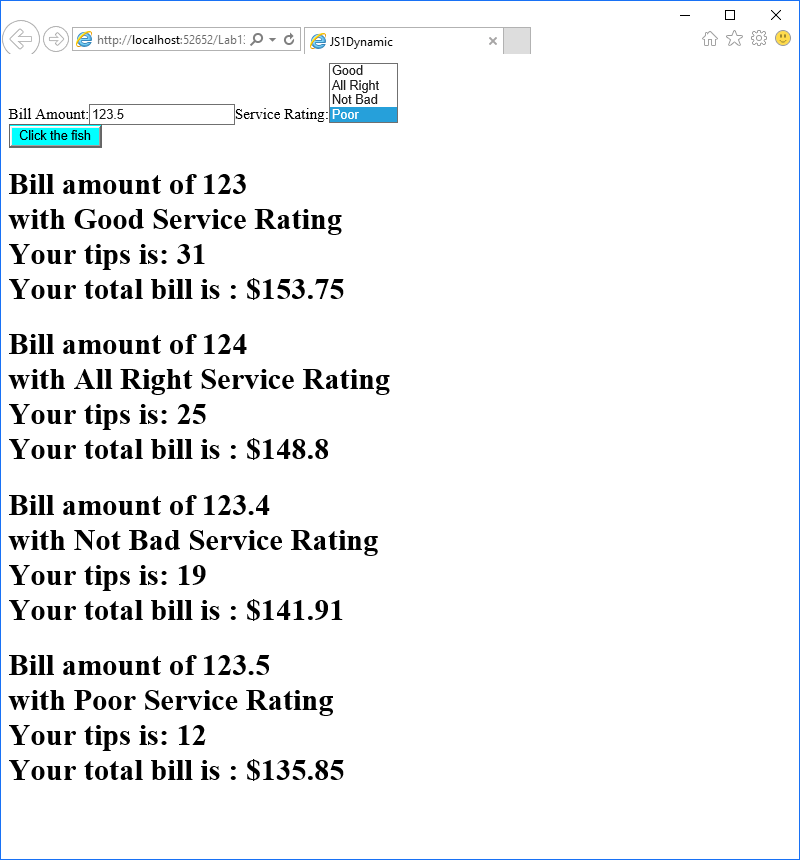 http://localhost:52652/Lab13
JS1Dynamic
Good
All Right
Not Bad
Poor
Bill Amount: 123.5 Service Rating:
Click the fish
Bill amount of 123
with Good Service Rating
Your tips is: 31
Your total bill is : $153.75
Bill amount of 124
with All Right Service Rating
Your tips is: 25
Your total bill is : $148.8
Bill amount of 123.4
with Not Bad Service Rating
Your tips is: 19
Your total bill is : $141.91
Bill amount of 123.5
with Poor Service Rating
Your tips is: 12
Your total bill is : $135.85